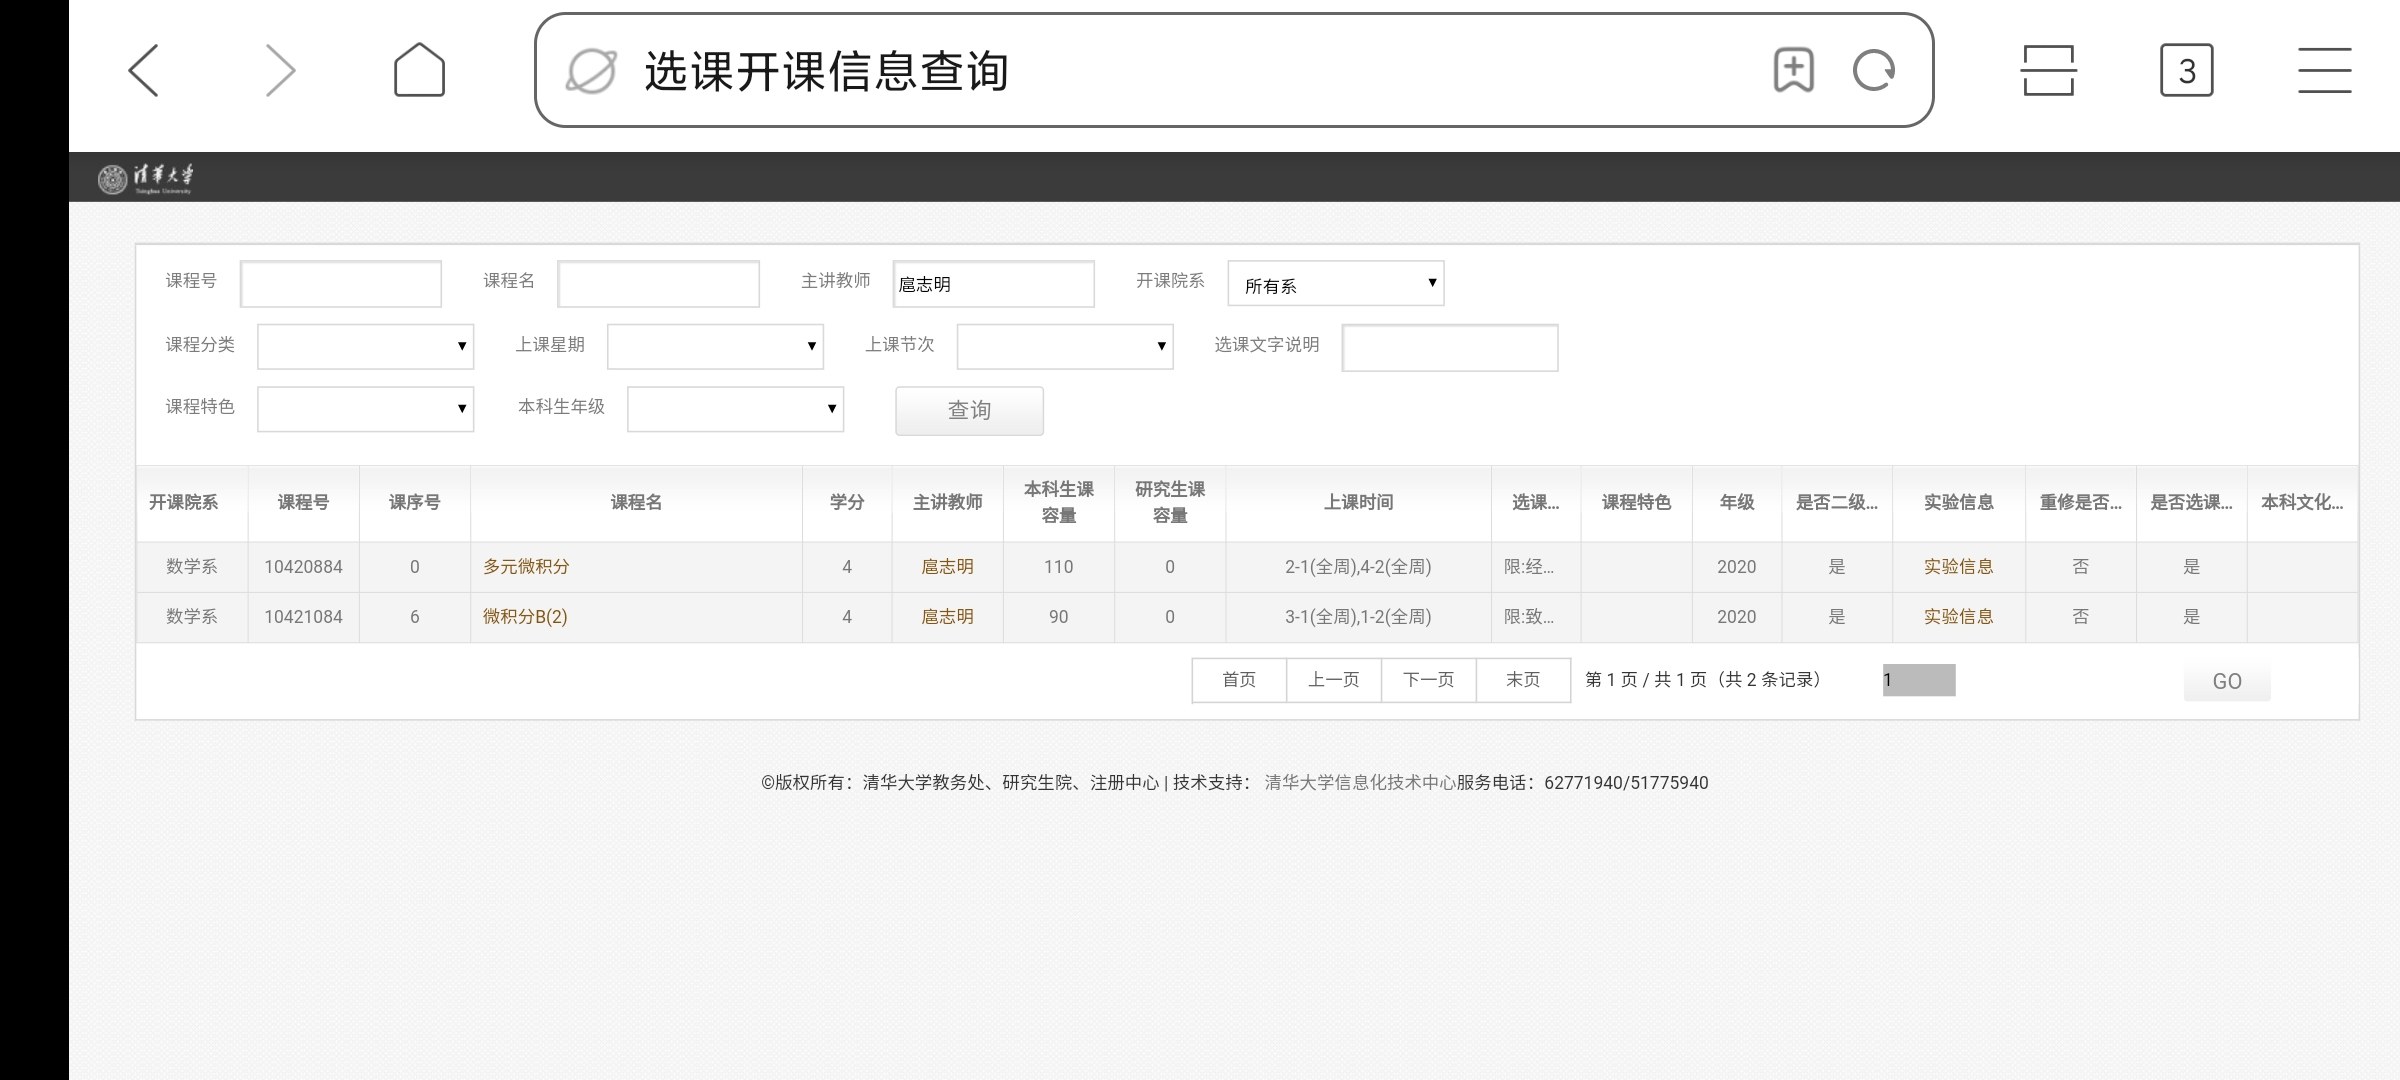 选课开课信息查询
3
清华大学
Tsinghua University
课程号 课程名 主讲教师 扈志明 开课院系 所有系
课程分类 上课星期 上课节次 选课文字说明
课程特色 本科生年级 查询
开课院系 课程号 课序号 课程名 学分 主讲教师 本科生课容量 研究生课容量 上课时间 选课... 课程特色 年级 是否二级... 实验信息 重修是否... 是否选课... 本科文化...
数学系 10420884 0 多元微积分 4 扈志明 110 0 2-1(全周),4-2(全周) 限:经... 2020 是 实验信息 否 是
数学系 10421084 6 微积分B(2) 4 扈志明 90 0 3-1(全周),1-2(全周) 限:致... 2020 是 实验信息 否 是
首页 上一页 下一页 末页 第 1 页 / 共 1 页（共 2 条记录） 1 GO
©版权所有：清华大学教务处、研究生院、注册中心 | 技术支持： 清华大学信息化技术中心服务电话：62771940/51775940